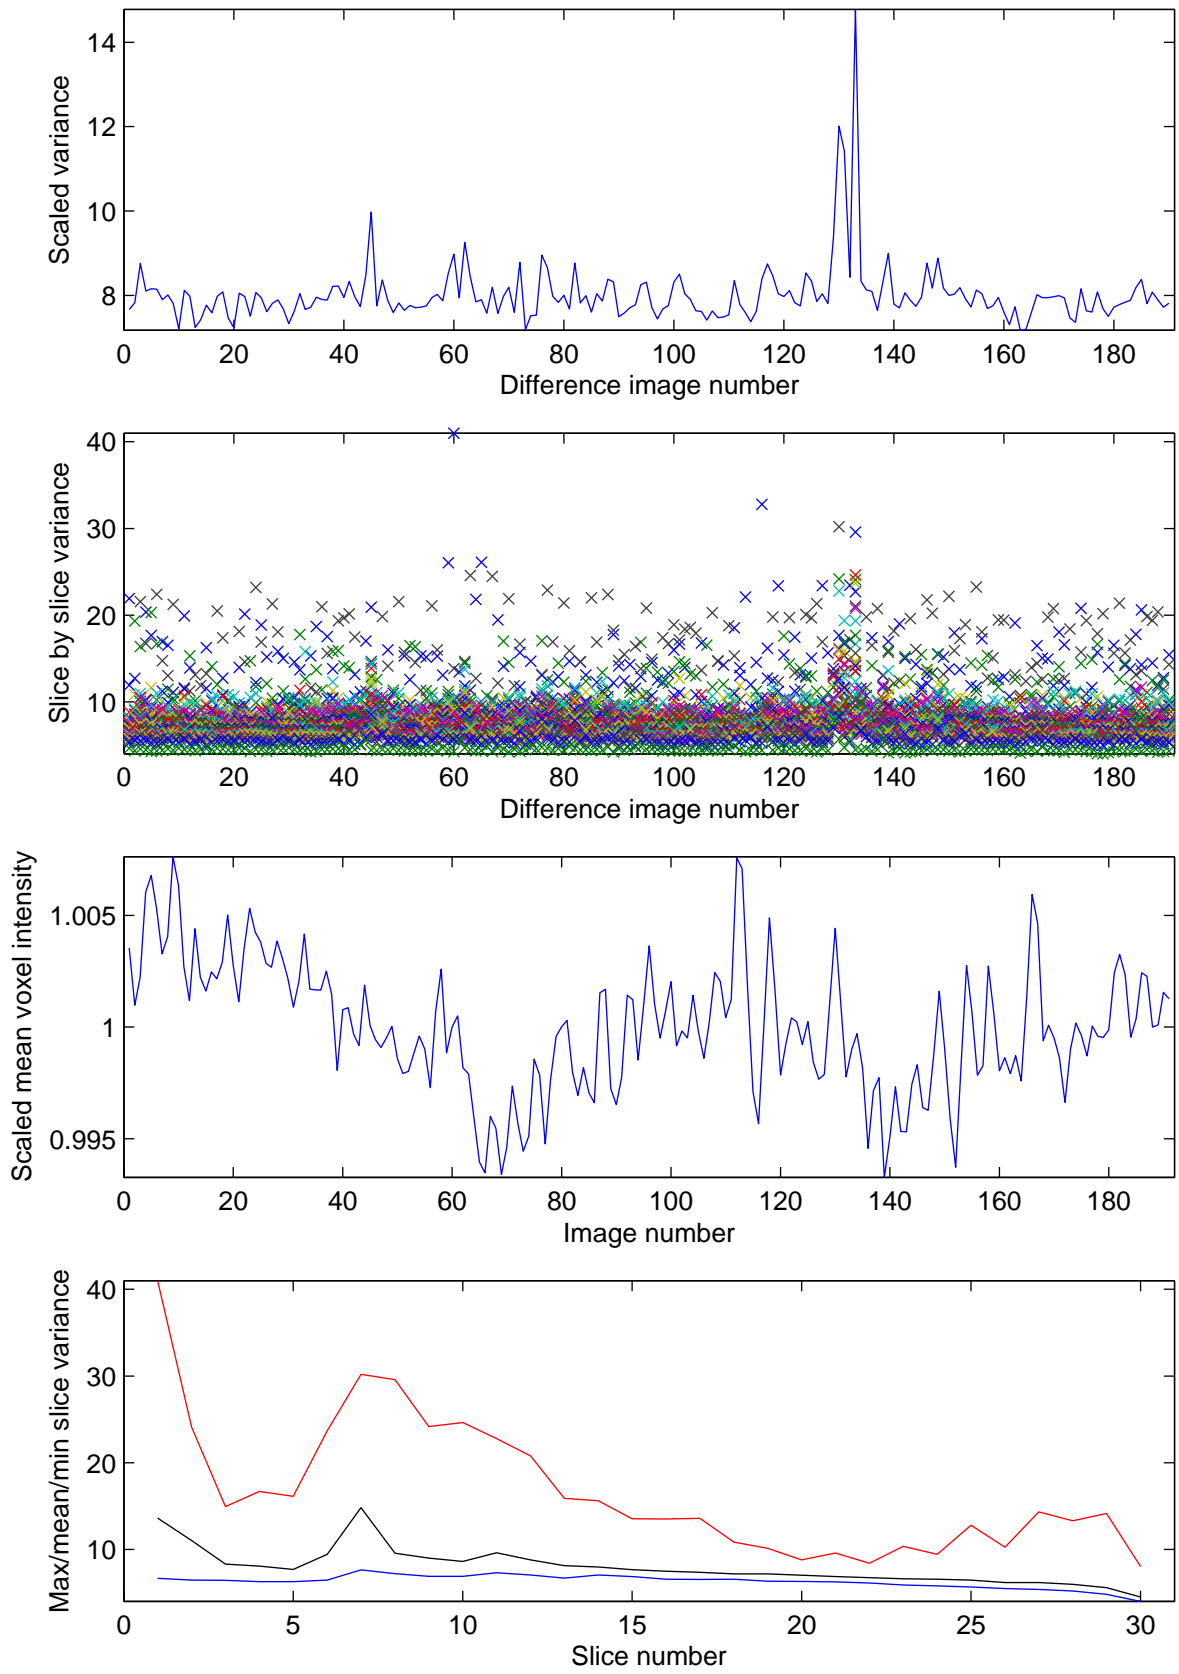 Scaled variance
14
12
10
8
0 20 40 60 80 100 120 140 160 180
Difference image number
Slice by slice variance
40
30
20
10
0 20 40 60 80 100 120 140 160 180
Difference image number
Scaled mean voxel intensity
1.005
1
0.995
0 20 40 60 80 100 120 140 160 180
Image number
Max/mean/min slice variance
40
30
20
10
0 5 10 15 20 25 30
Slice number